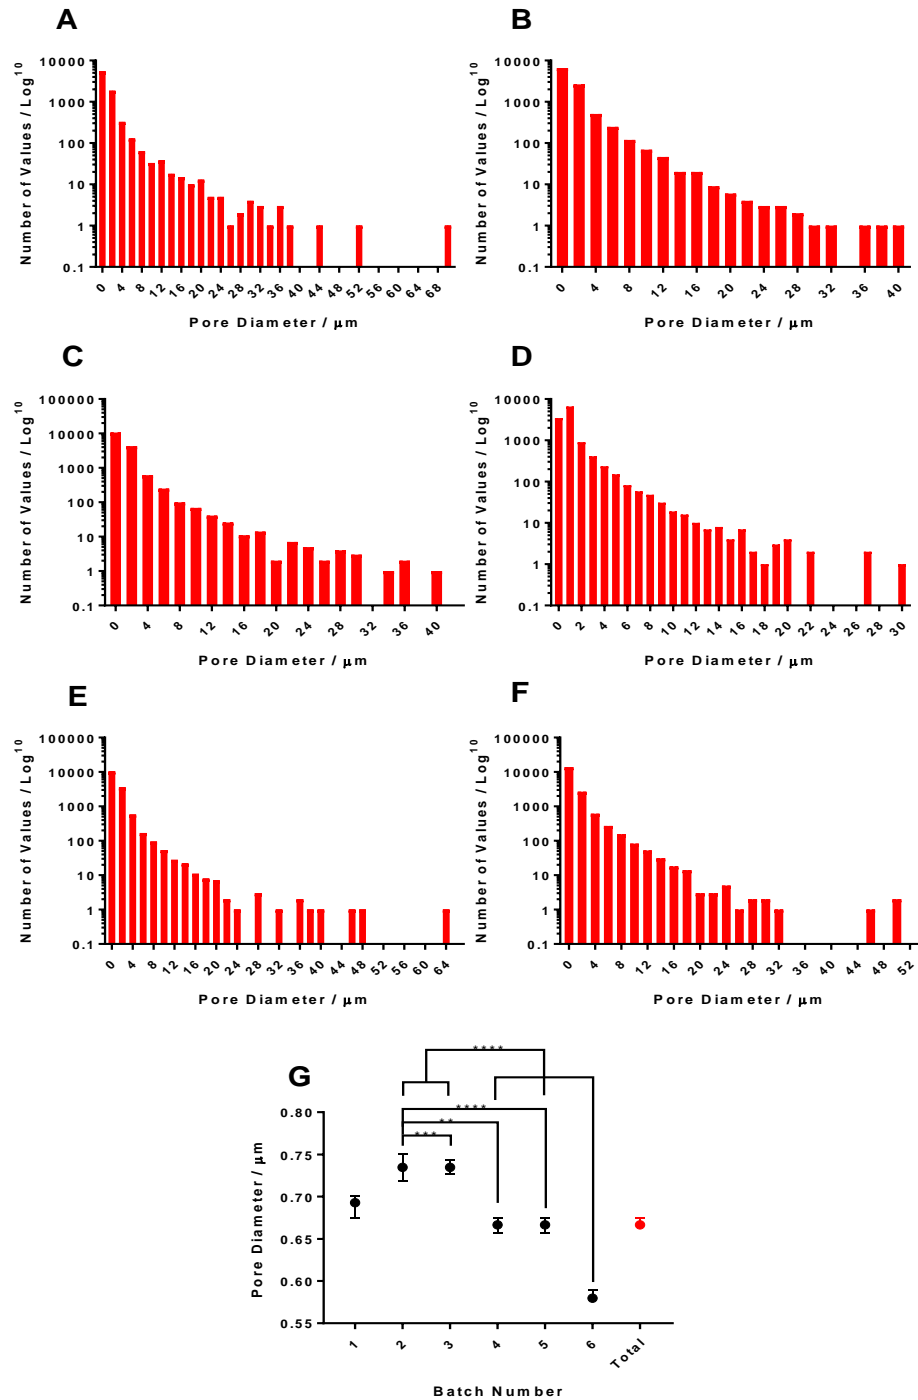 A
Number of Values / Log10
10000
1000
100
10
1
0.1
0 4 8 12 16 20 24 28 32 36 40 44 48 52 56 60 64 68
Pore Diameter / μm
B
Number of Values / Log10
10000
1000
100
10
1
0.1
0 4 8 12 16 20 24 28 32 36 40
Pore Diameter / μm
C
Number of Values / Log10
100000
10000
1000
100
10
1
0.1
0 4 8 12 16 20 24 28 32 36 40
Pore Diameter / μm
D
Number of Values / Log10
10000
1000
100
10
1
0.1
0 2 4 6 8 10 12 14 16 18 20 22 24 26 28 30
Pore Diameter / μm
E
Number of Values / Log10
100000
10000
1000
100
10
1
0.1
0 4 8 12 16 20 24 28 32 36 40 44 48 52 56 60 64
Pore Diameter / μm
F
Number of Values / Log10
100000
10000
1000
100
10
1
0.1
0 4 8 12 16 20 24 28 32 36 40 44 48 52
Pore Diameter / μm
G
****
****
**
***
Pore Diameter / μm
0.80
0.75
0.70
0.65
0.60
0.55
1 2 3 4 5 6 Total
Batch Number